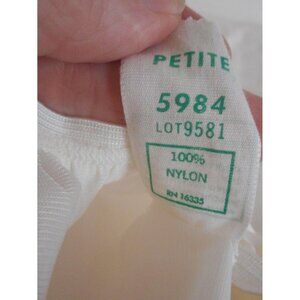 PETITE
5984
LOT9581
100%
NYLON
RN 16335